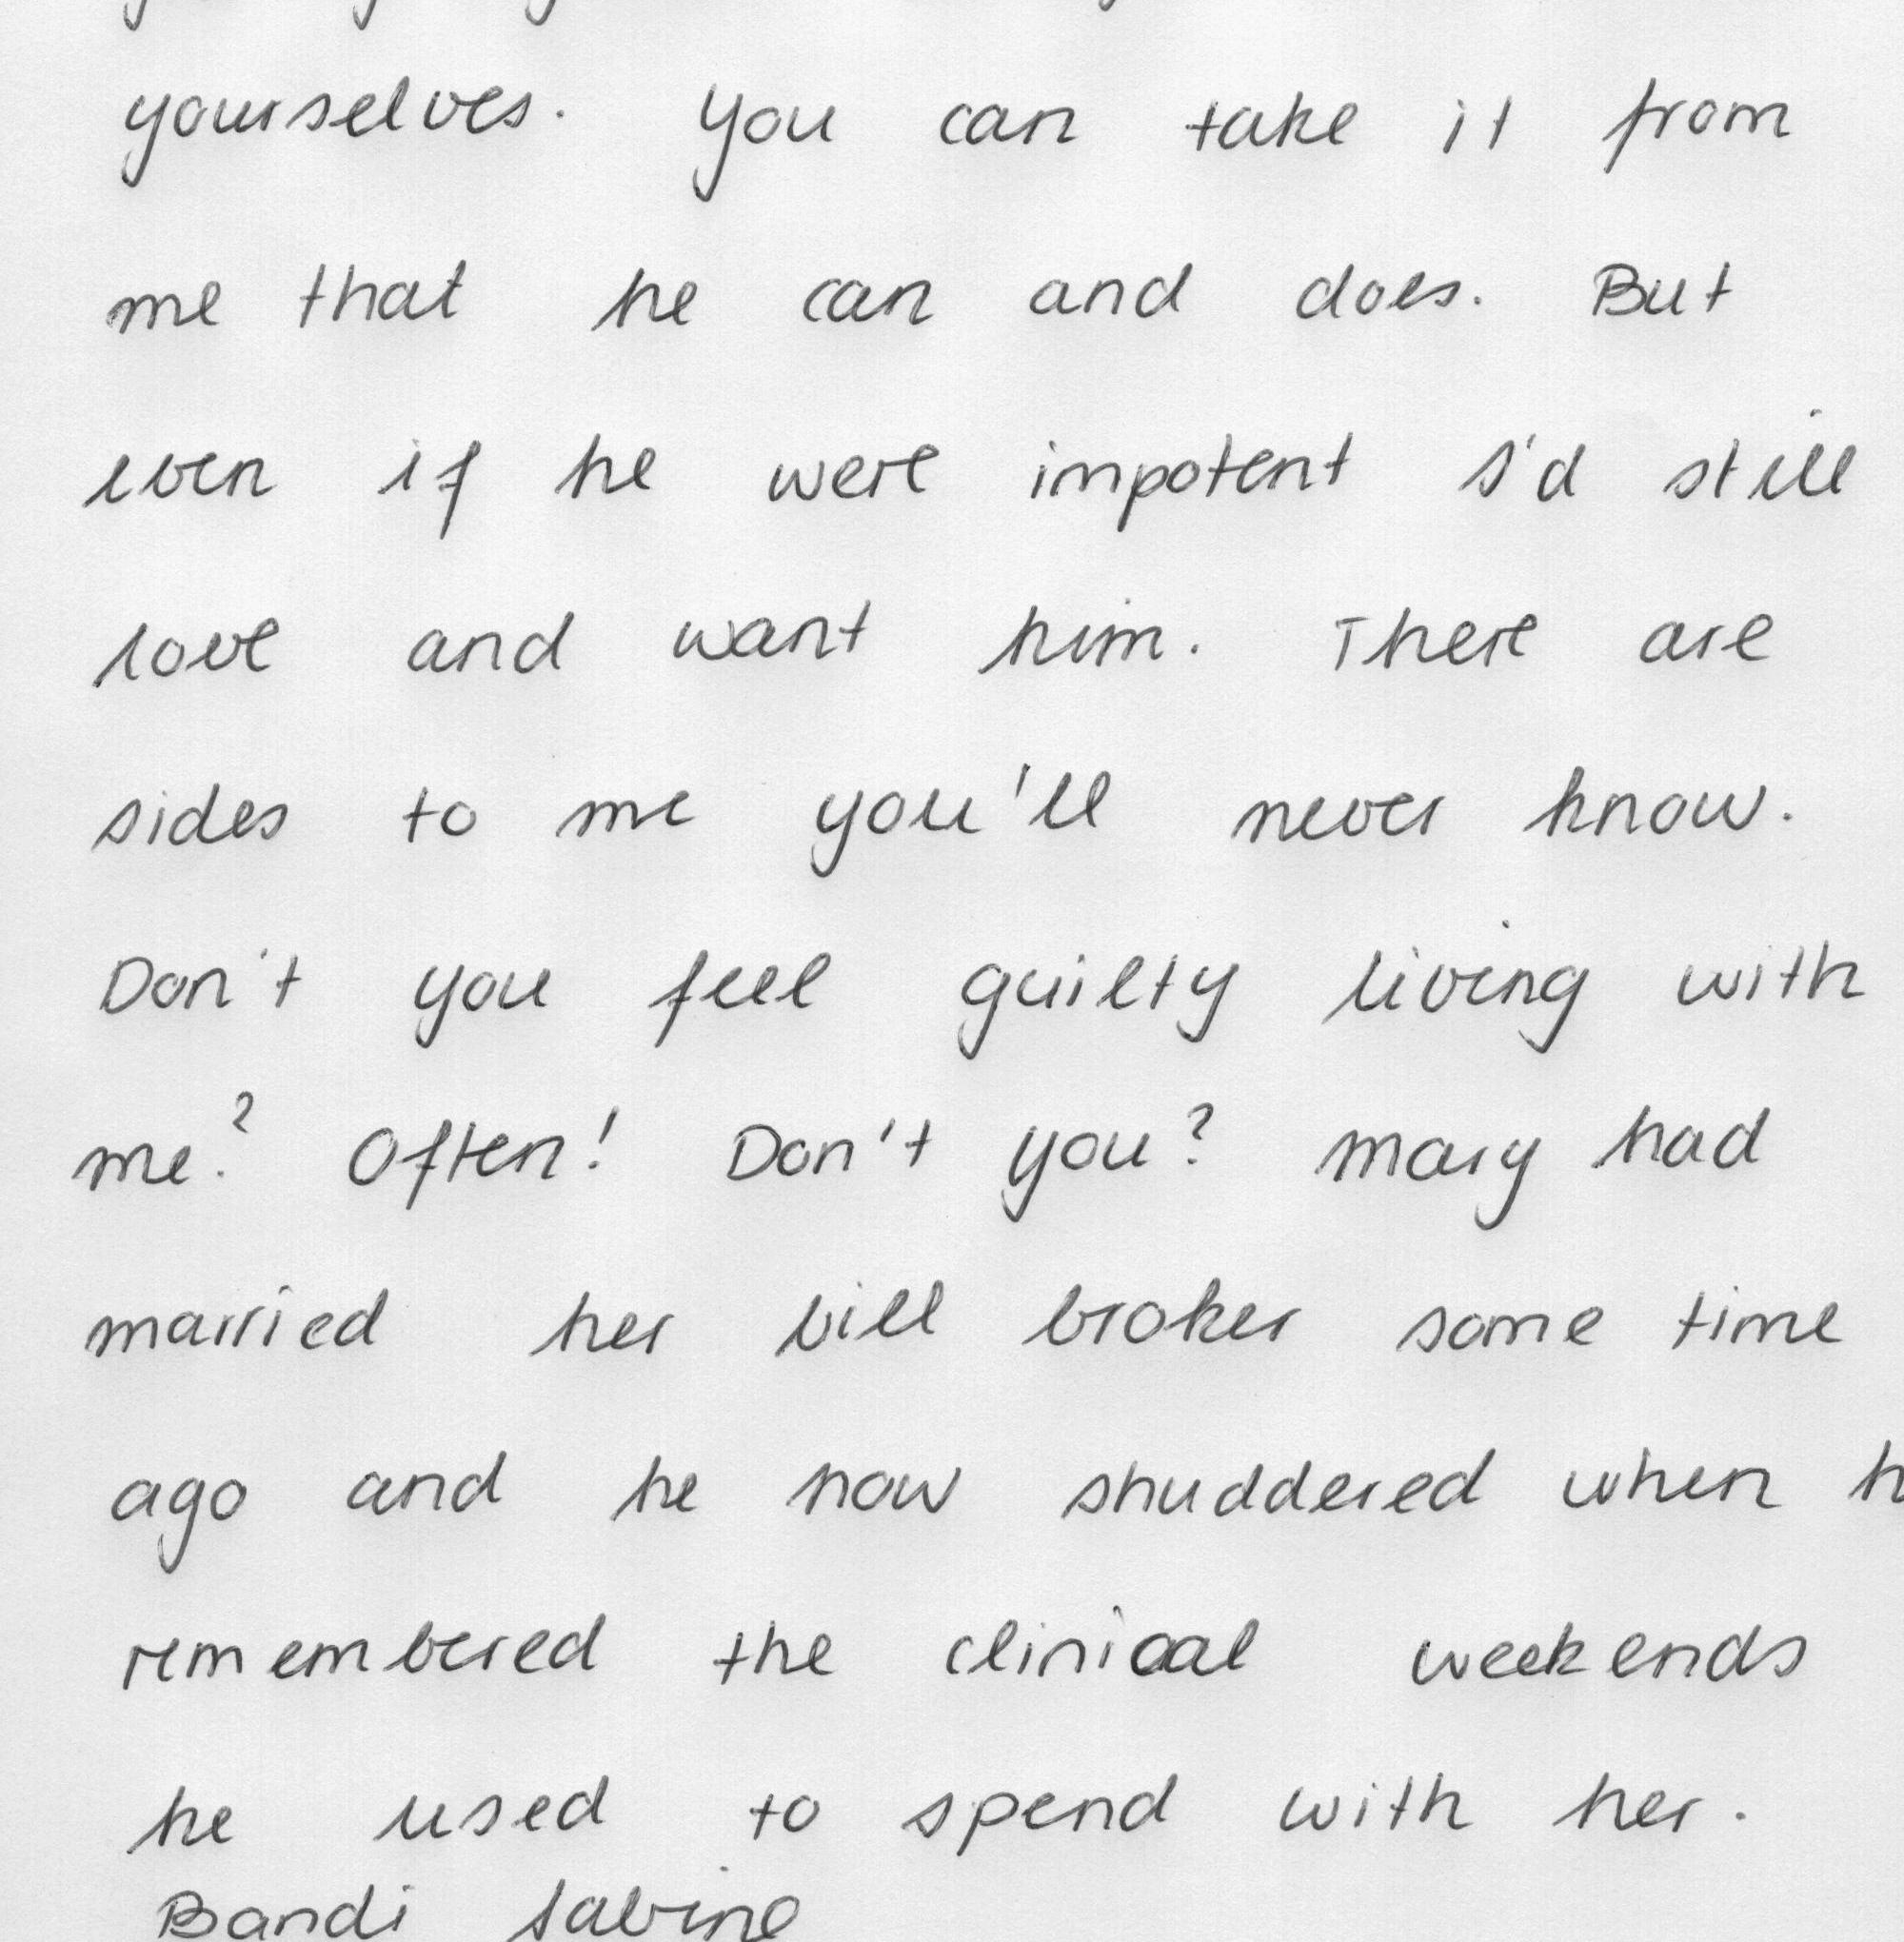 yourselves. You can take it from
me that he can and does. But
even if he were impotent I'd still
love and want him. There are
sides to me you'll never know.
Don't you feel guilty living with
me? Often! Don't you? Mary had
married her bill broker some time
ago and he now shuddered when
remembered the clinical weekends
he used to spend with her.
Bandi Sabine